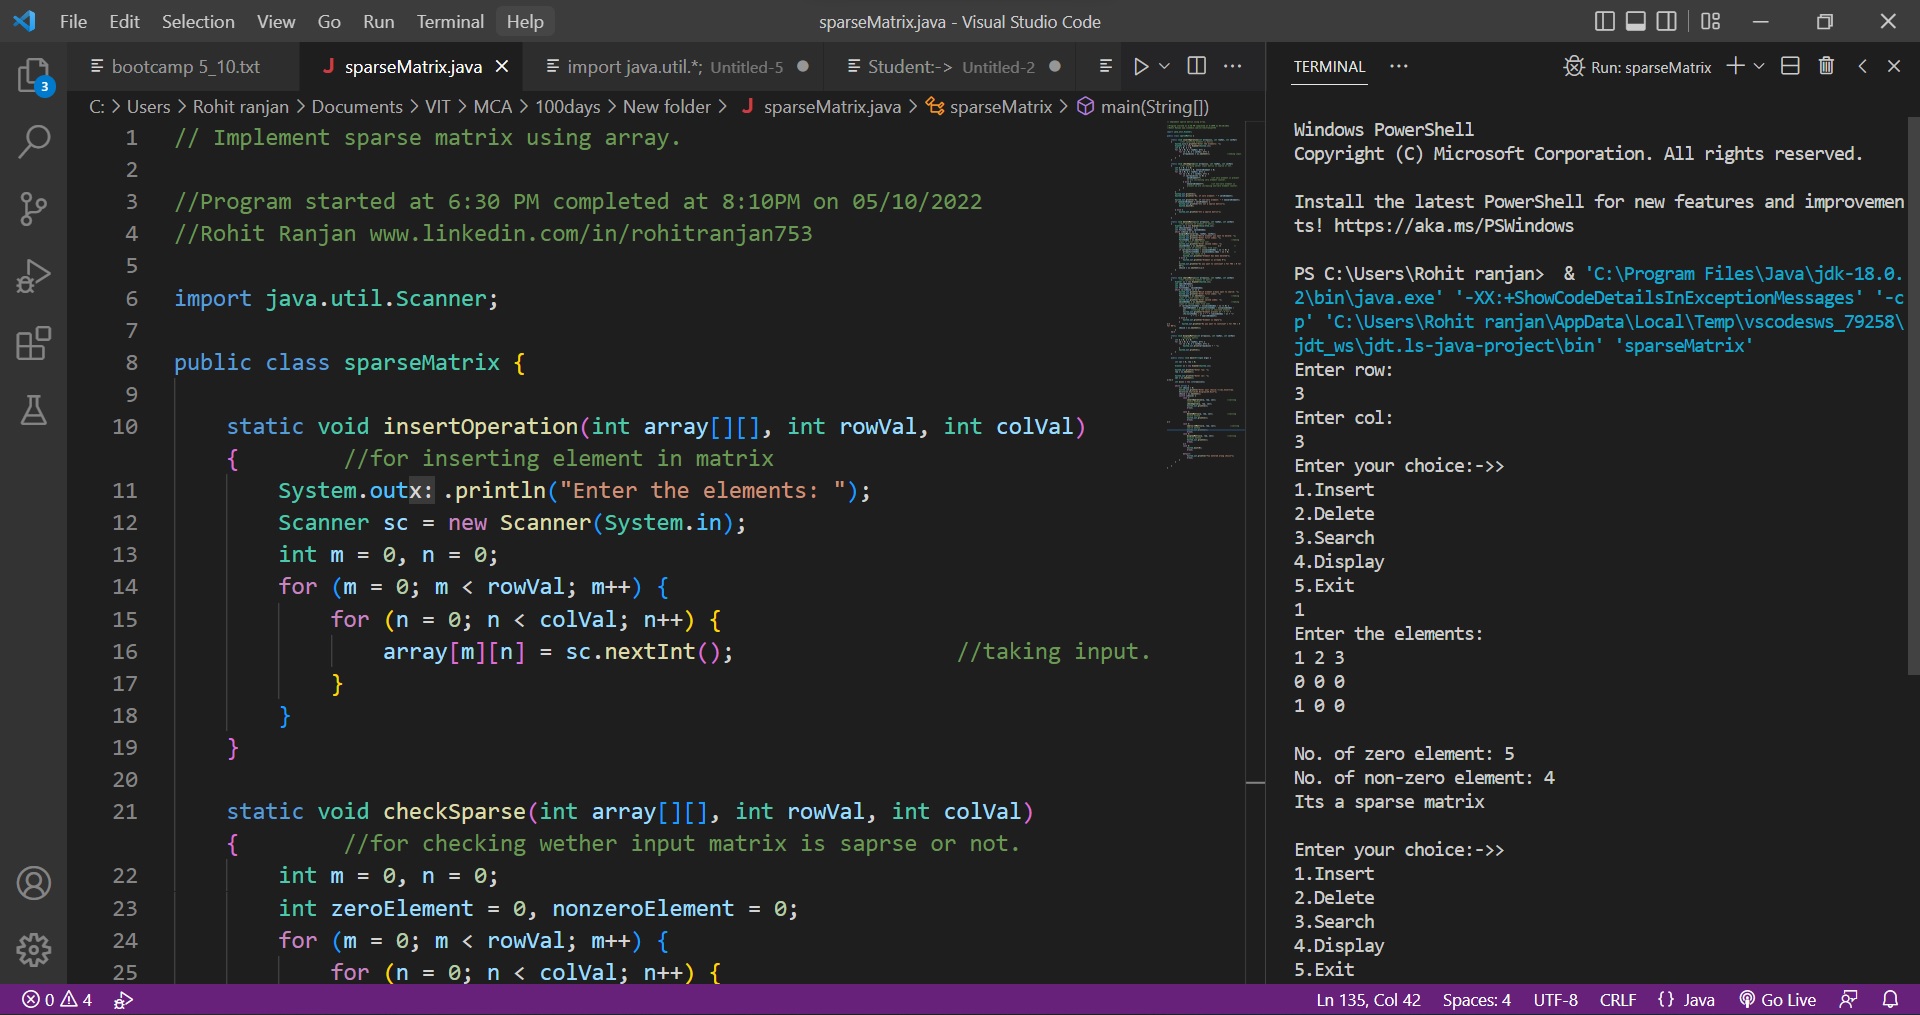 File Edit Selection View Go Run Terminal Help
sparseMatrix.java - Visual Studio Code
bootcamp 5_10.txt
J sparseMatrix.java
import java.util.*; Untitled-5
Student:-> Untitled-2
C: > Users > Rohit ranjan > Documents > VIT > MCA > 100days > New folder > J sparseMatrix.java > sparseMatrix > main(String[])
3
1 // Implement sparse matrix using array.
2
3 //Program started at 6:30 PM completed at 8:10PM on 05/10/2022
4 //Rohit Ranjan www.linkedin.com/in/rohitranjan753
5
6 import java.util.Scanner;
7
8 public class sparseMatrix {
9
10 static void insertOperation(int array[][], int rowVal, int colVal)
{ //for inserting element in matrix
11 System.outx: .println("Enter the elements: ");
12 Scanner sc = new Scanner(System.in);
13 int m = 0, n = 0;
14 for (m = 0; m < rowVal; m++) {
15 for (n = 0; n < colVal; n++) {
16 array[m][n] = sc.nextInt(); //taking input.
17 }
18 }
19 }
20
21 static void checkSparse(int array[][], int rowVal, int colVal)
{ //for checking wether input matrix is saprse or not.
22 int m = 0, n = 0;
23 int zeroElement = 0, nonzeroElement = 0;
24 for (m = 0; m < rowVal; m++) {
25 for (n = 0; n < colVal; n++) {
TERMINAL
Run: sparseMatrix
Windows PowerShell
Copyright (C) Microsoft Corporation. All rights reserved.
Install the latest PowerShell for new features and improvemen
ts! https://aka.ms/PSWindows
PS C:\Users\Rohit ranjan> & 'C:\Program Files\Java\jdk-18.0.
2\bin\java.exe' '-XX:+ShowCodeDetailsInExceptionMessages' '-c
p' 'C:\Users\Rohit ranjan\AppData\Local\Temp\vscodesws_79258\
jdt_ws\jdt.ls-java-project\bin' 'sparseMatrix'
Enter row:
3
Enter col:
3
Enter your choice:->>
1.Insert
2.Delete
3.Search
4.Display
5.Exit
1
Enter the elements:
1 2 3
0 0 0
1 0 0
No. of zero element: 5
No. of non-zero element: 4
Its a sparse matrix
Enter your choice:->>
1.Insert
2.Delete
3.Search
4.Display
5.Exit
0 4
Ln 135, Col 42 Spaces: 4 UTF-8 CRLF {} Java Go Live